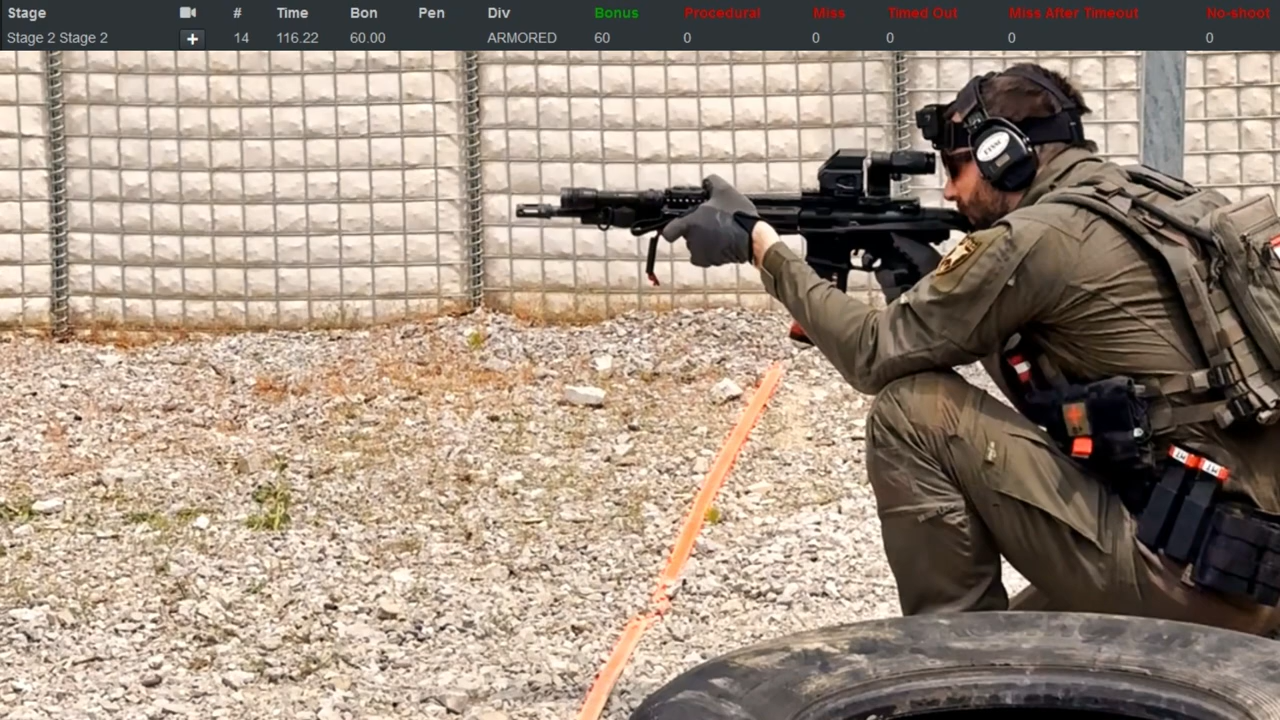 Stage # Time Bon Pen Div Bonus Procedural Miss Timed Out Miss After Timeout No-shoot
Stage 2 Stage 2 + 14 116.22 60.00 ARMORED 60 0 0 0 0 0